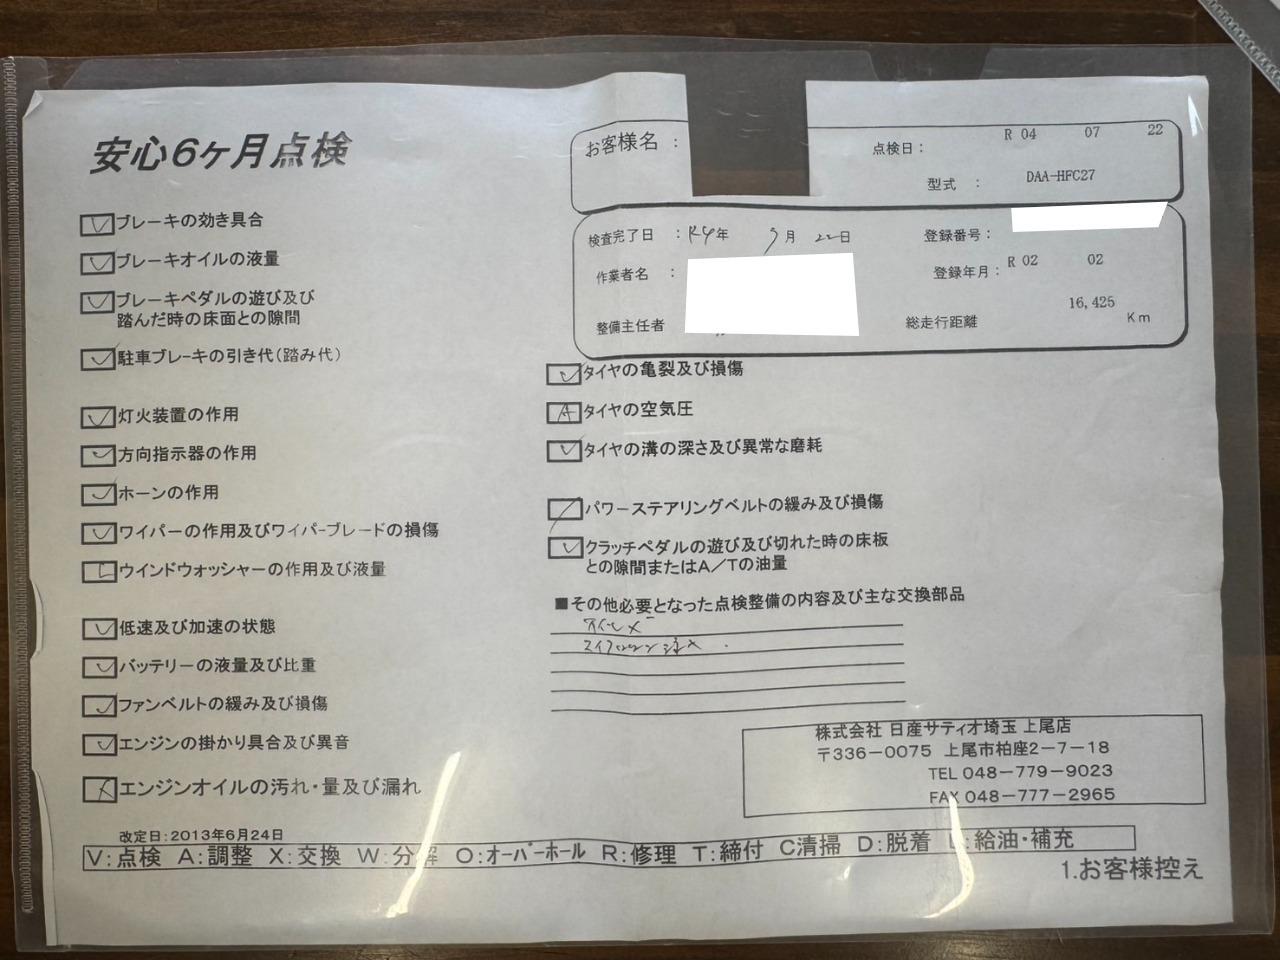 安心6ヶ月点検
お客様名 :
点検日: R 04 07 22
型式 : DAA-HFC27
検査完了日 :R4年 月 22日
登録番号:
作業者名 :
登録年月: R 02 02
整備主任者
総走行距離 16,425 Km
V ブレーキの効き具合
V ブレーキオイルの液量
V ブレーキペダルの遊び及び
踏んだ時の床面との隙間
V 駐車ブレーキの引き代(踏み代)
V 灯火装置の作用
V 方向指示器の作用
V ホーンの作用
V ワイパーの作用及びワイパーブレードの損傷
L ウインドウォッシャーの作用及び液量
V 低速及び加速の状態
V バッテリーの液量及び比重
V ファンベルトの緩み及び損傷
V エンジンの掛かり具合及び異音
X エンジンオイルの汚れ・量及び漏れ
V タイヤの亀裂及び損傷
A タイヤの空気圧
V タイヤの溝の深さ及び異常な磨耗
/ パワーステアリングベルトの緩み及び損傷
V クラッチペダルの遊び及び切れた時の床板
との隙間またはA/Tの油量
■その他必要となった点検整備の内容及び主な交換部品
株式会社 日産サティオ埼玉 上尾店
〒336-0075 上尾市柏座2-7-18
TEL 048-779-9023
FAX 048-777-2965
改定日:2013年6月24日
V:点検 A:調整 X:交換 W:分解 O:オーバーホール R:修理 T:締付 C清掃 D:脱着 L:給油・補充
1.お客様控え